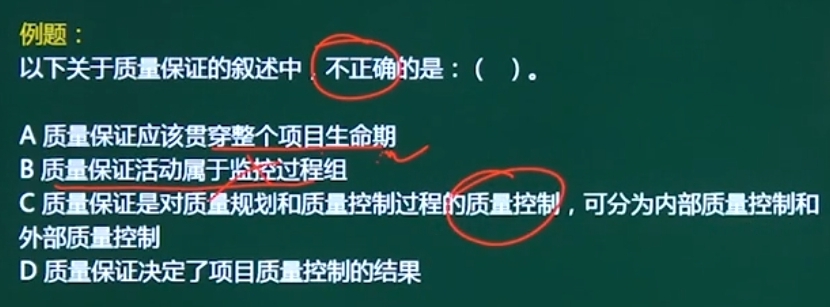 例题：
以下关于质量保证的叙述中，不正确的是：（ ）。
A 质量保证应该贯穿整个项目生命期
B 质量保证活动属于监控过程组
C 质量保证是对质量规划和质量控制过程的质量控制，可分为内部质量控制和
外部质量控制
D 质量保证决定了项目质量控制的结果